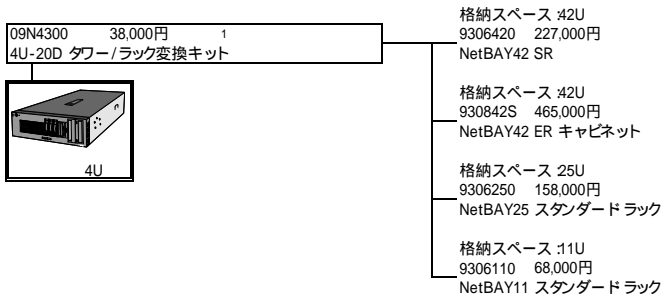 09N4300 38,000円 1
4U-20D タワー/ラック変換キット
4U
格納スペース:42U
9306420 227,000円
NetBAY42 SR
格納スペース:42U
930842S 465,000円
NetBAY42 ER キャビネット
格納スペース:25U
9306250 158,000円
NetBAY25 スタンダードラック
格納スペース:11U
9306110 68,000円
NetBAY11 スタンダードラック